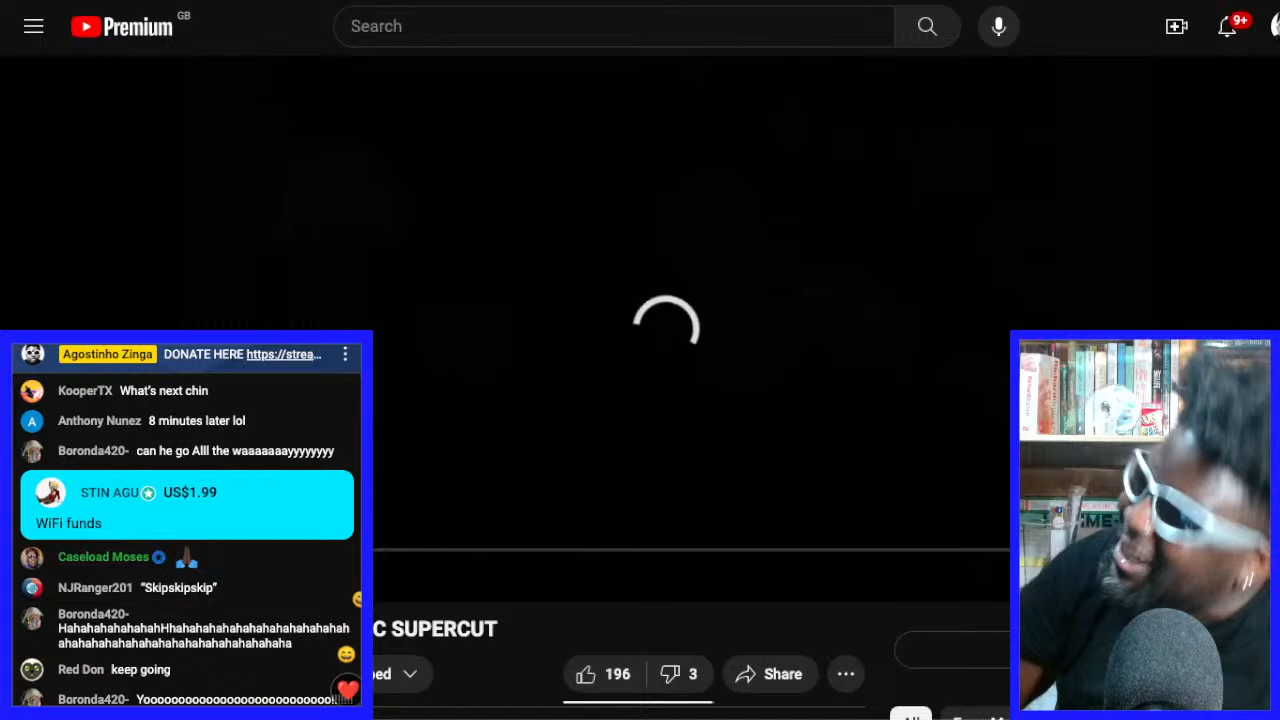 Premium GB
Search
9+
Agostinho Zinga DONATE HERE https://strea...
KooperTX What's next chin
A Anthony Nunez 8 minutes later lol
Boronda420- can he go Alll the waaaaaaayyyyyyyy
STIN AGU US$1.99
WiFi funds
Caseload Moses
NJRanger201 “Skipskipskip”
Boronda420-
Red Don keep going
Boronda420-
C SUPERCUT
bed
196
3
Share
All